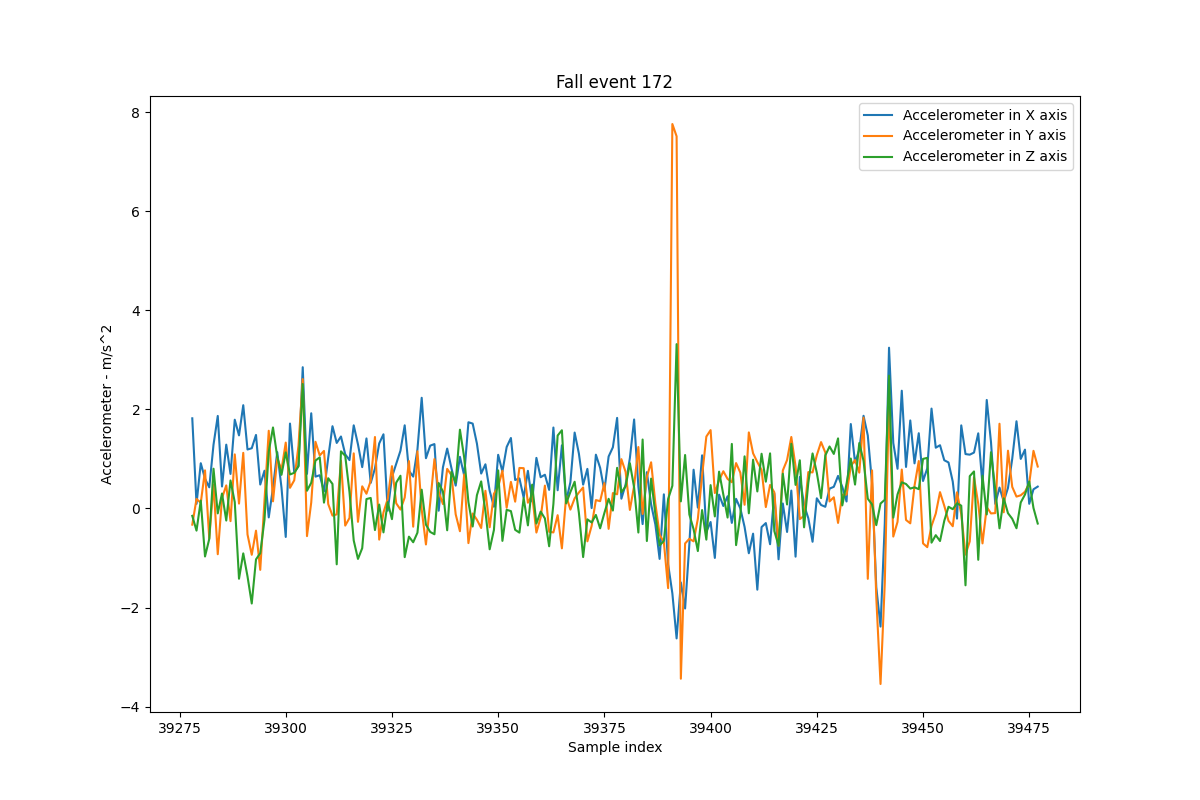 Fall event 172
Accelerometer in X axis
Accelerometer in Y axis
Accelerometer in Z axis
8
6
4
2
0
−2
−4
Accelerometer - m/s^2
39275 39300 39325 39350 39375 39400 39425 39450 39475
Sample index